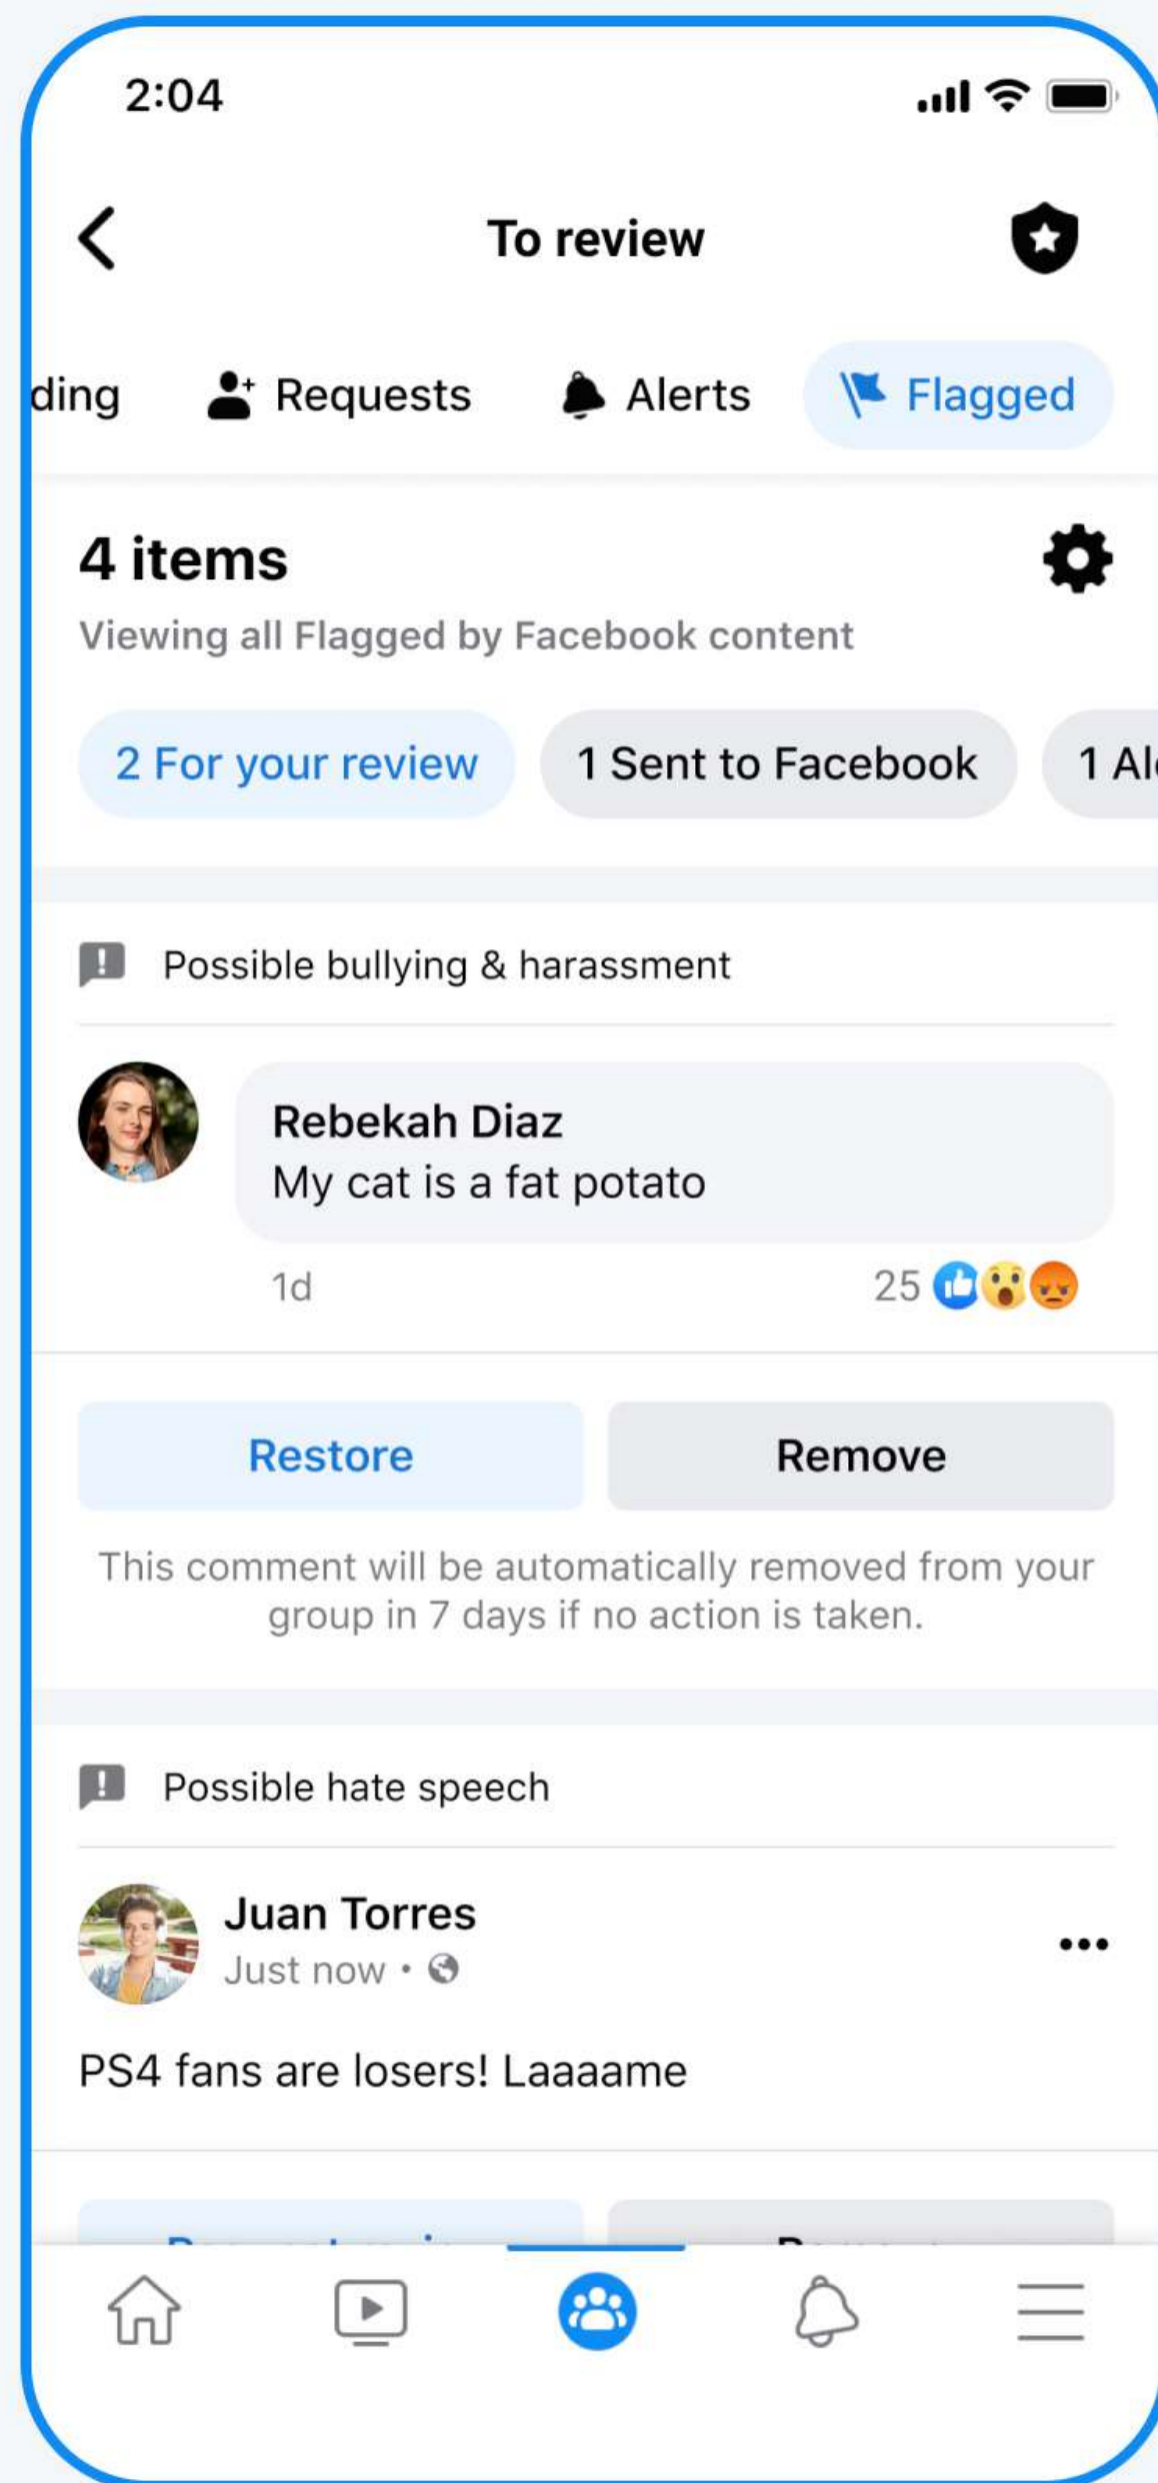 2:04
To review
ding
Requests
Alerts
Flagged
4 items
Viewing all Flagged by Facebook content
2 For your review
1 Sent to Facebook
1 Al
Possible bullying & harassment
Rebekah Diaz
My cat is a fat potato
1d
25
Restore
Remove
This comment will be automatically removed from your
group in 7 days if no action is taken.
Possible hate speech
Juan Torres
Just now ·
PS4 fans are losers! Laaaame